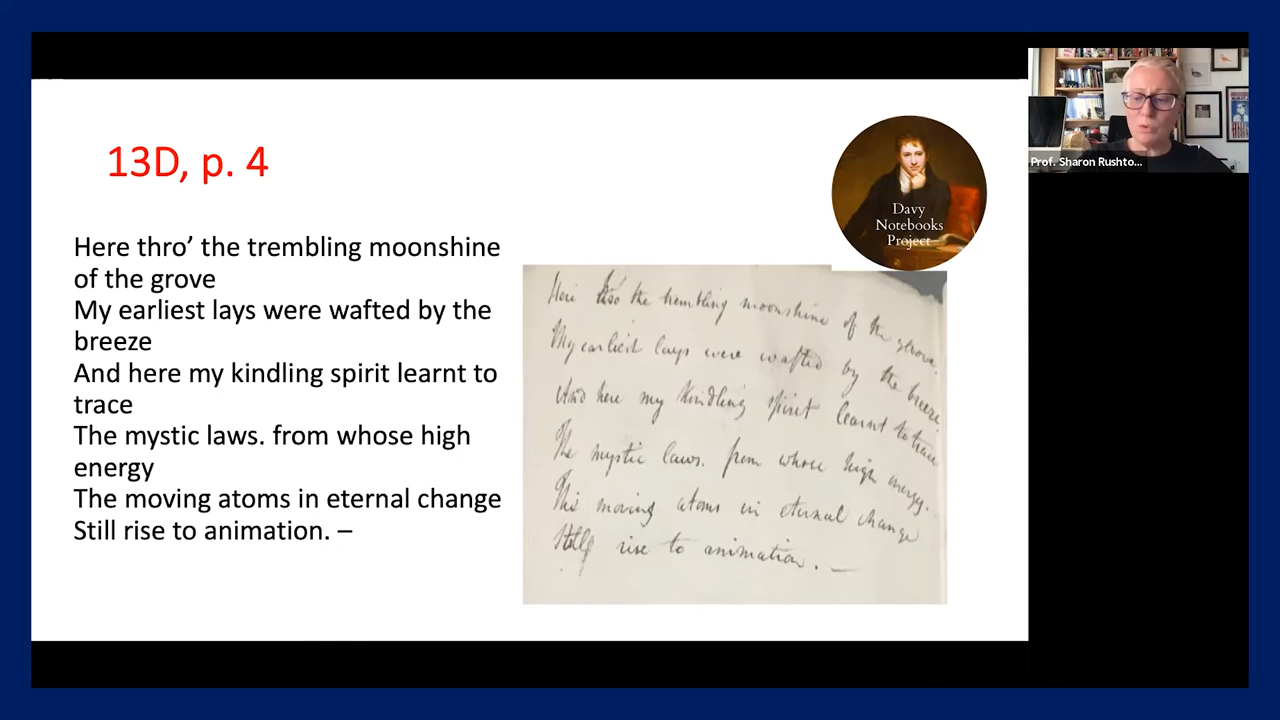 13D, p. 4
Here thro’ the trembling moonshine
of the grove
My earliest lays were wafted by the
breeze
And here my kindling spirit learnt to
trace
The mystic laws. from whose high
energy
The moving atoms in eternal change
Still rise to animation. –
Davy
Notebooks
Project
Here thro the trembling moonshine of the grove.
My earliest lays were wafted by the breeze.
And here my kindling spirit learnt to trace
The mystic laws. from whose high energy.
The moving atoms in eternal change
Still rise to animation. —
Prof. Sharon Rushto...